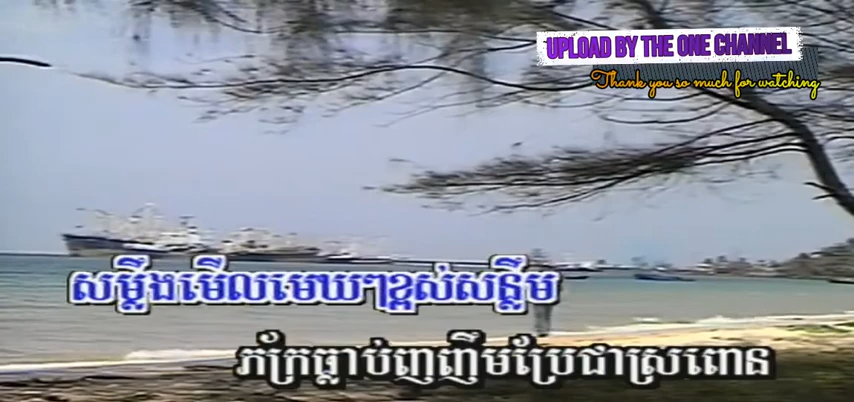 UPLOAD BY THE ONE CHANNEL
Thank you so much for watching
សម្លឹងមើលមេឃៗខ្ពស់សន្លឹម
ភក្រែធ្លាប់ញញឹមប្រែជាស្រពោន